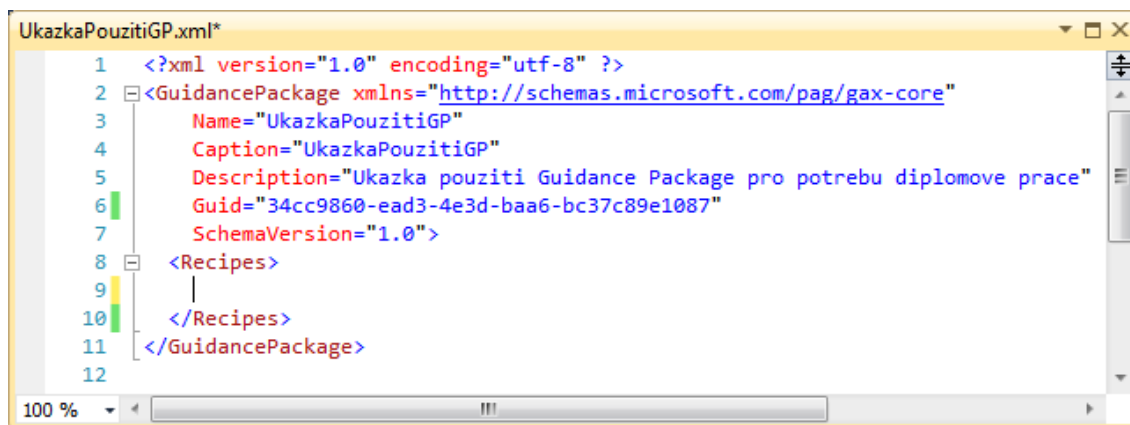 UkazkaPouzitiGP.xml*
1 <?xml version="1.0" encoding="utf-8" ?>
2 <GuidancePackage xmlns="http://schemas.microsoft.com/pag/gax-core"
3 Name="UkazkaPouzitiGP"
4 Caption="UkazkaPouzitiGP"
5 Description="Ukazka pouziti Guidance Package pro potrebu diplomove prace"
6 Guid="34cc9860-ead3-4e3d-baa6-bc37c89e1087"
7 SchemaVersion="1.0">
8 <Recipes>
9
10 </Recipes>
11 </GuidancePackage>
12
100 %